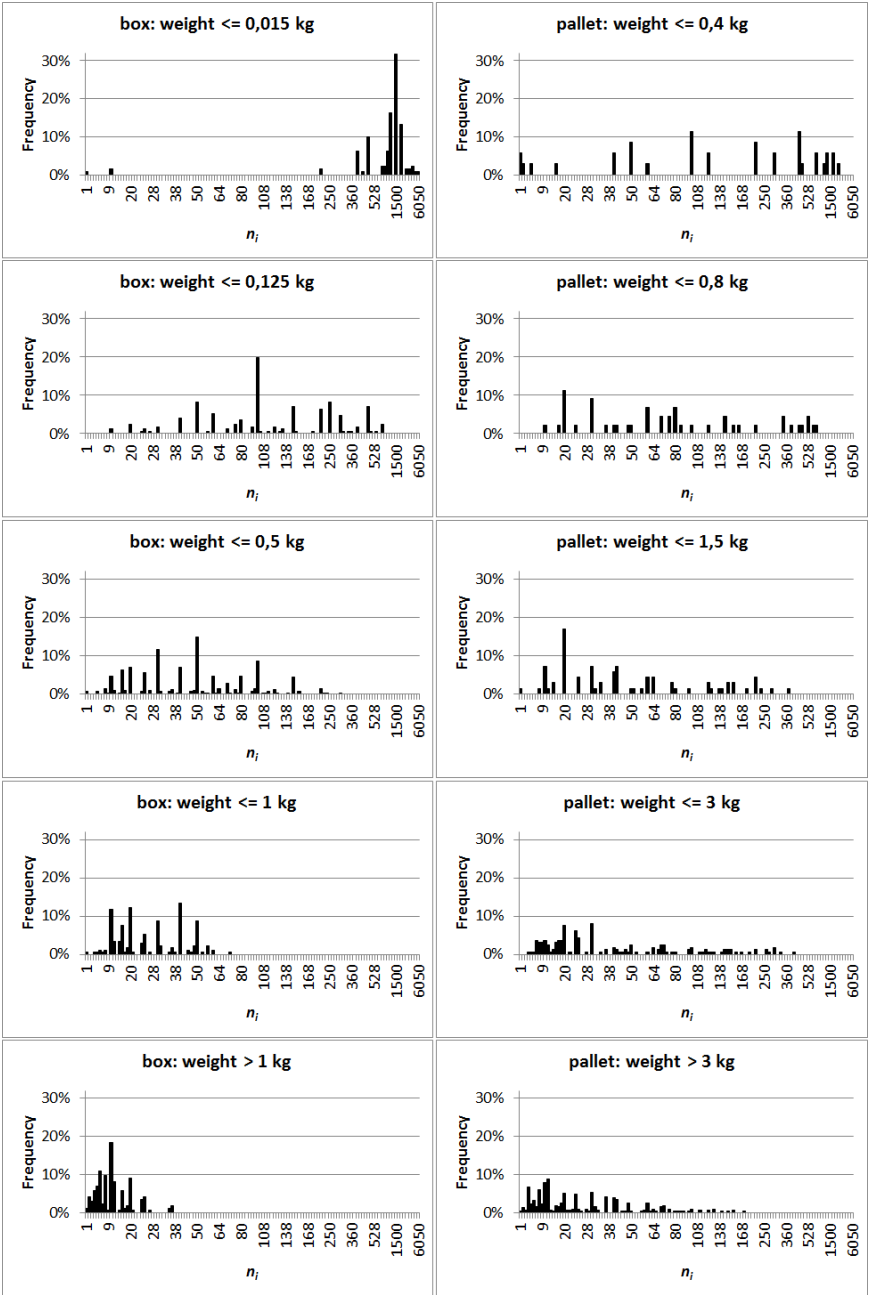 box: weight <= 0,015 kg
Frequency
30%
20%
10%
0%
1 9 20 28 38 50 64 80 108 138 168 250 360 528 1500 6050
ni
pallet: weight <= 0,4 kg
Frequency
30%
20%
10%
0%
1 9 20 28 38 50 64 80 108 138 168 250 360 528 1500 6050
ni
box: weight <= 0,125 kg
Frequency
30%
20%
10%
0%
1 9 20 28 38 50 64 80 108 138 168 250 360 528 1500 6050
ni
pallet: weight <= 0,8 kg
Frequency
30%
20%
10%
0%
1 9 20 28 38 50 64 80 108 138 168 250 360 528 1500 6050
ni
box: weight <= 0,5 kg
Frequency
30%
20%
10%
0%
1 9 20 28 38 50 64 80 108 138 168 250 360 528 1500 6050
ni
pallet: weight <= 1,5 kg
Frequency
30%
20%
10%
0%
1 9 20 28 38 50 64 80 108 138 168 250 360 528 1500 6050
ni
box: weight <= 1 kg
Frequency
30%
20%
10%
0%
1 9 20 28 38 50 64 80 108 138 168 250 360 528 1500 6050
ni
pallet: weight <= 3 kg
Frequency
30%
20%
10%
0%
1 9 20 28 38 50 64 80 108 138 168 250 360 528 1500 6050
ni
box: weight > 1 kg
Frequency
30%
20%
10%
0%
1 9 20 28 38 50 64 80 108 138 168 250 360 528 1500 6050
ni
pallet: weight > 3 kg
Frequency
30%
20%
10%
0%
1 9 20 28 38 50 64 80 108 138 168 250 360 528 1500 6050
ni